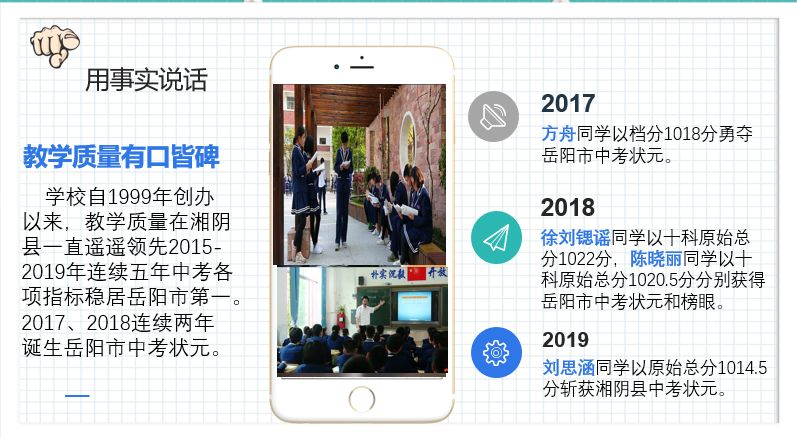 用事实说话
教学质量有口皆碑
学校自1999年创办
以来，教学质量在湘阴
县一直遥遥领先2015-
2019年连续五年中考各
项指标稳居岳阳市第一。
2017、2018连续两年
诞生岳阳市中考状元。
朴实沉毅 开放
2017
方舟同学以档分1018分勇夺
岳阳市中考状元。
2018
徐刘锶谣同学以十科原始总
分1022分，陈晓丽同学以十
科原始总分1020.5分分别获得
岳阳市中考状元和榜眼。
2019
刘思涵同学以原始总分1014.5
分斩获湘阴县中考状元。